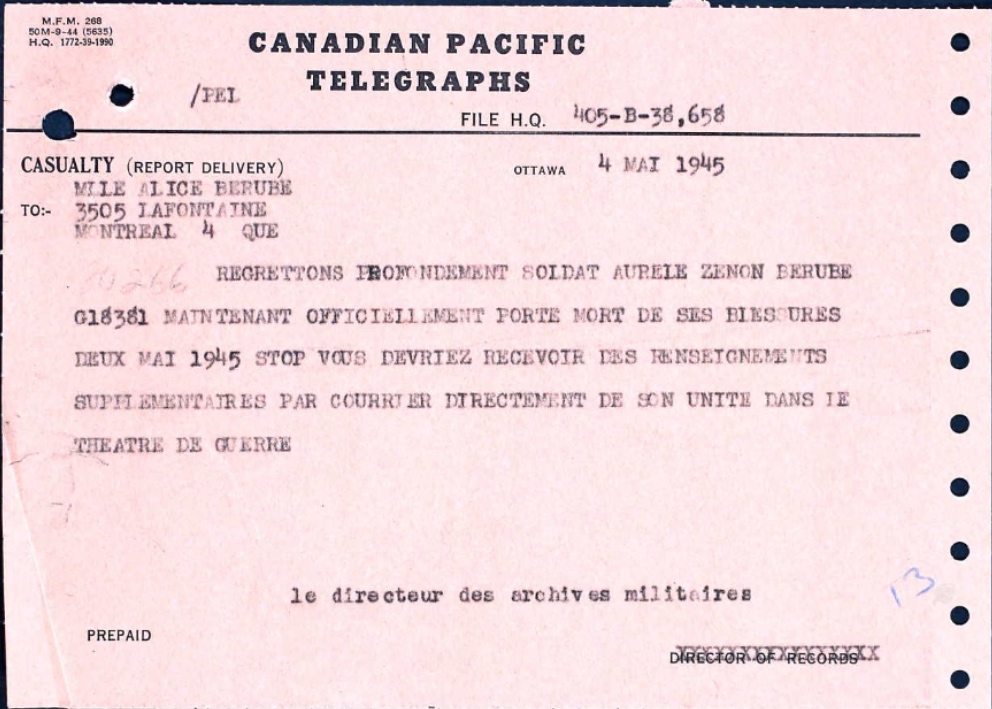 M.F.M. 268
50M-9-44 (5635)
H.Q. 1772-39-1990
CANADIAN PACIFIC
TELEGRAPHS
/PEL
FILE H.Q. 405-B-38,658
CASUALTY (REPORT DELIVERY)
OTTAWA 4 MAI 1945
MLLE ALICE BERUBE
TO:- 3505 LAFONTAINE
MONTREAL 4 QUE
REGRETTONS PROFONDEMENT SOLDAT AURELE ZENON BERUBE
G18381 MAINTENANT OFFICIELLEMENT PORTE MORT DE SES BLESSURES
DEUX MAI 1945 STOP VOUS DEVRIEZ RECEVOIR DES RENSEIGNEMENTS
SUPPLEMENTAIRES PAR COURRIER DIRECTEMENT DE SON UNITE DANS LE
THEATRE DE GUERRE
le directeur des archives militaires
13
PREPAID
DIRECTOR OF RECORDS